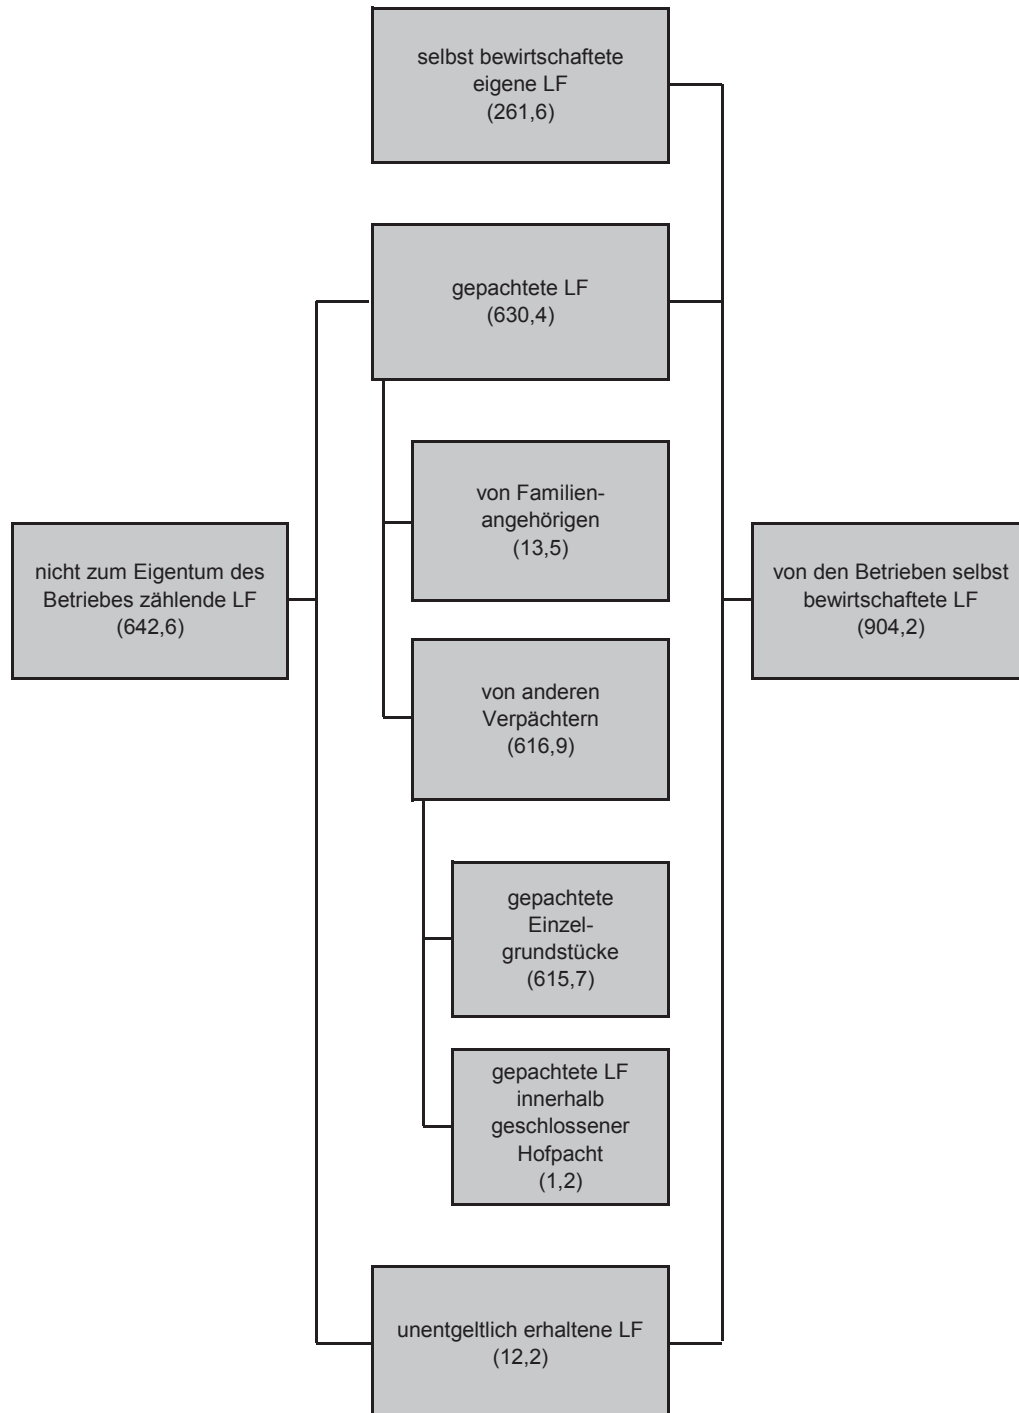 selbst bewirtschaftete
eigene LF
(261,6)
gepachtete LF
(630,4)
von Familien-
angehörigen
(13,5)
nicht zum Eigentum des
Betriebes zählende LF
(642,6)
von den Betrieben selbst
bewirtschaftete LF
(904,2)
von anderen
Verpächtern
(616,9)
gepachtete
Einzel-
grundstücke
(615,7)
gepachtete LF
innerhalb
geschlossener
Hofpacht
(1,2)
unentgeltlich erhaltene LF
(12,2)